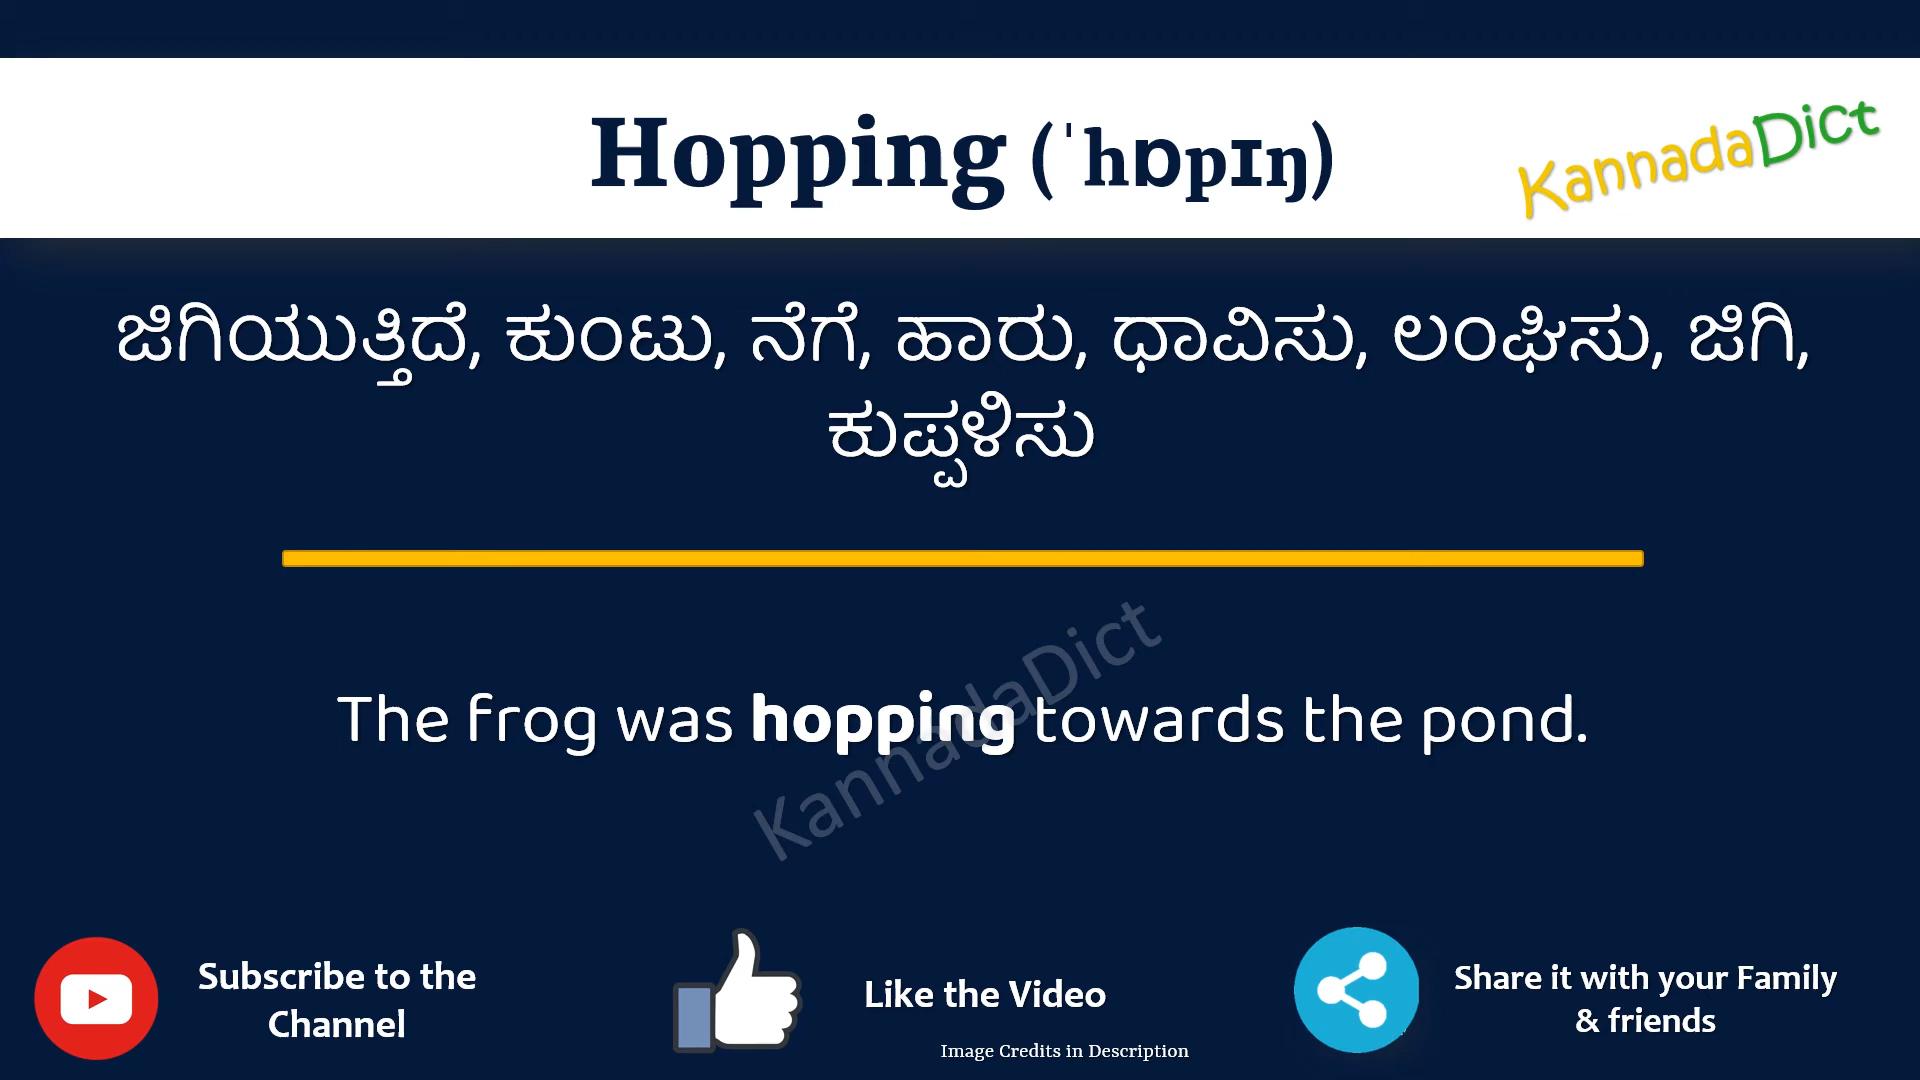 Hopping (ˈhɒpɪŋ)
KannadaDict
ಜಿಗಿಯುತ್ತಿದೆ, ಕುಂಟು, ನೆಗೆ, ಹಾರು, ಧಾವಿಸು, ಲಂಘಿಸು, ಜಿಗಿ,
ಕುಪ್ಪಳಿಸು
The frog was hopping towards the pond.
KannadaDict
Subscribe to the
Channel
Like the Video
Share it with your Family
& friends
Image Credits in Description